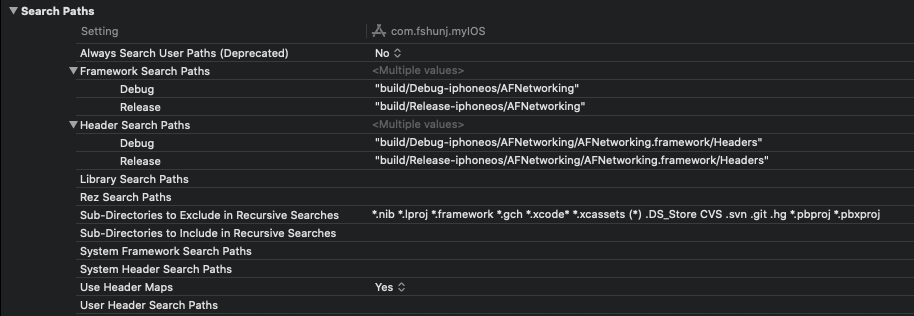 Search Paths
Setting com.fshunj.myIOS
Always Search User Paths (Deprecated) No
Framework Search Paths <Multiple values>
Debug "build/Debug-iphoneos/AFNetworking"
Release "build/Release-iphoneos/AFNetworking"
Header Search Paths <Multiple values>
Debug "build/Debug-iphoneos/AFNetworking/AFNetworking.framework/Headers"
Release "build/Release-iphoneos/AFNetworking/AFNetworking.framework/Headers"
Library Search Paths
Rez Search Paths
Sub-Directories to Exclude in Recursive Searches *.nib *.lproj *.framework *.gch *.xcode* *.xcassets (*) .DS_Store CVS .svn .git .hg *.pbproj *.pbxproj
Sub-Directories to Include in Recursive Searches
System Framework Search Paths
System Header Search Paths
Use Header Maps Yes
User Header Search Paths